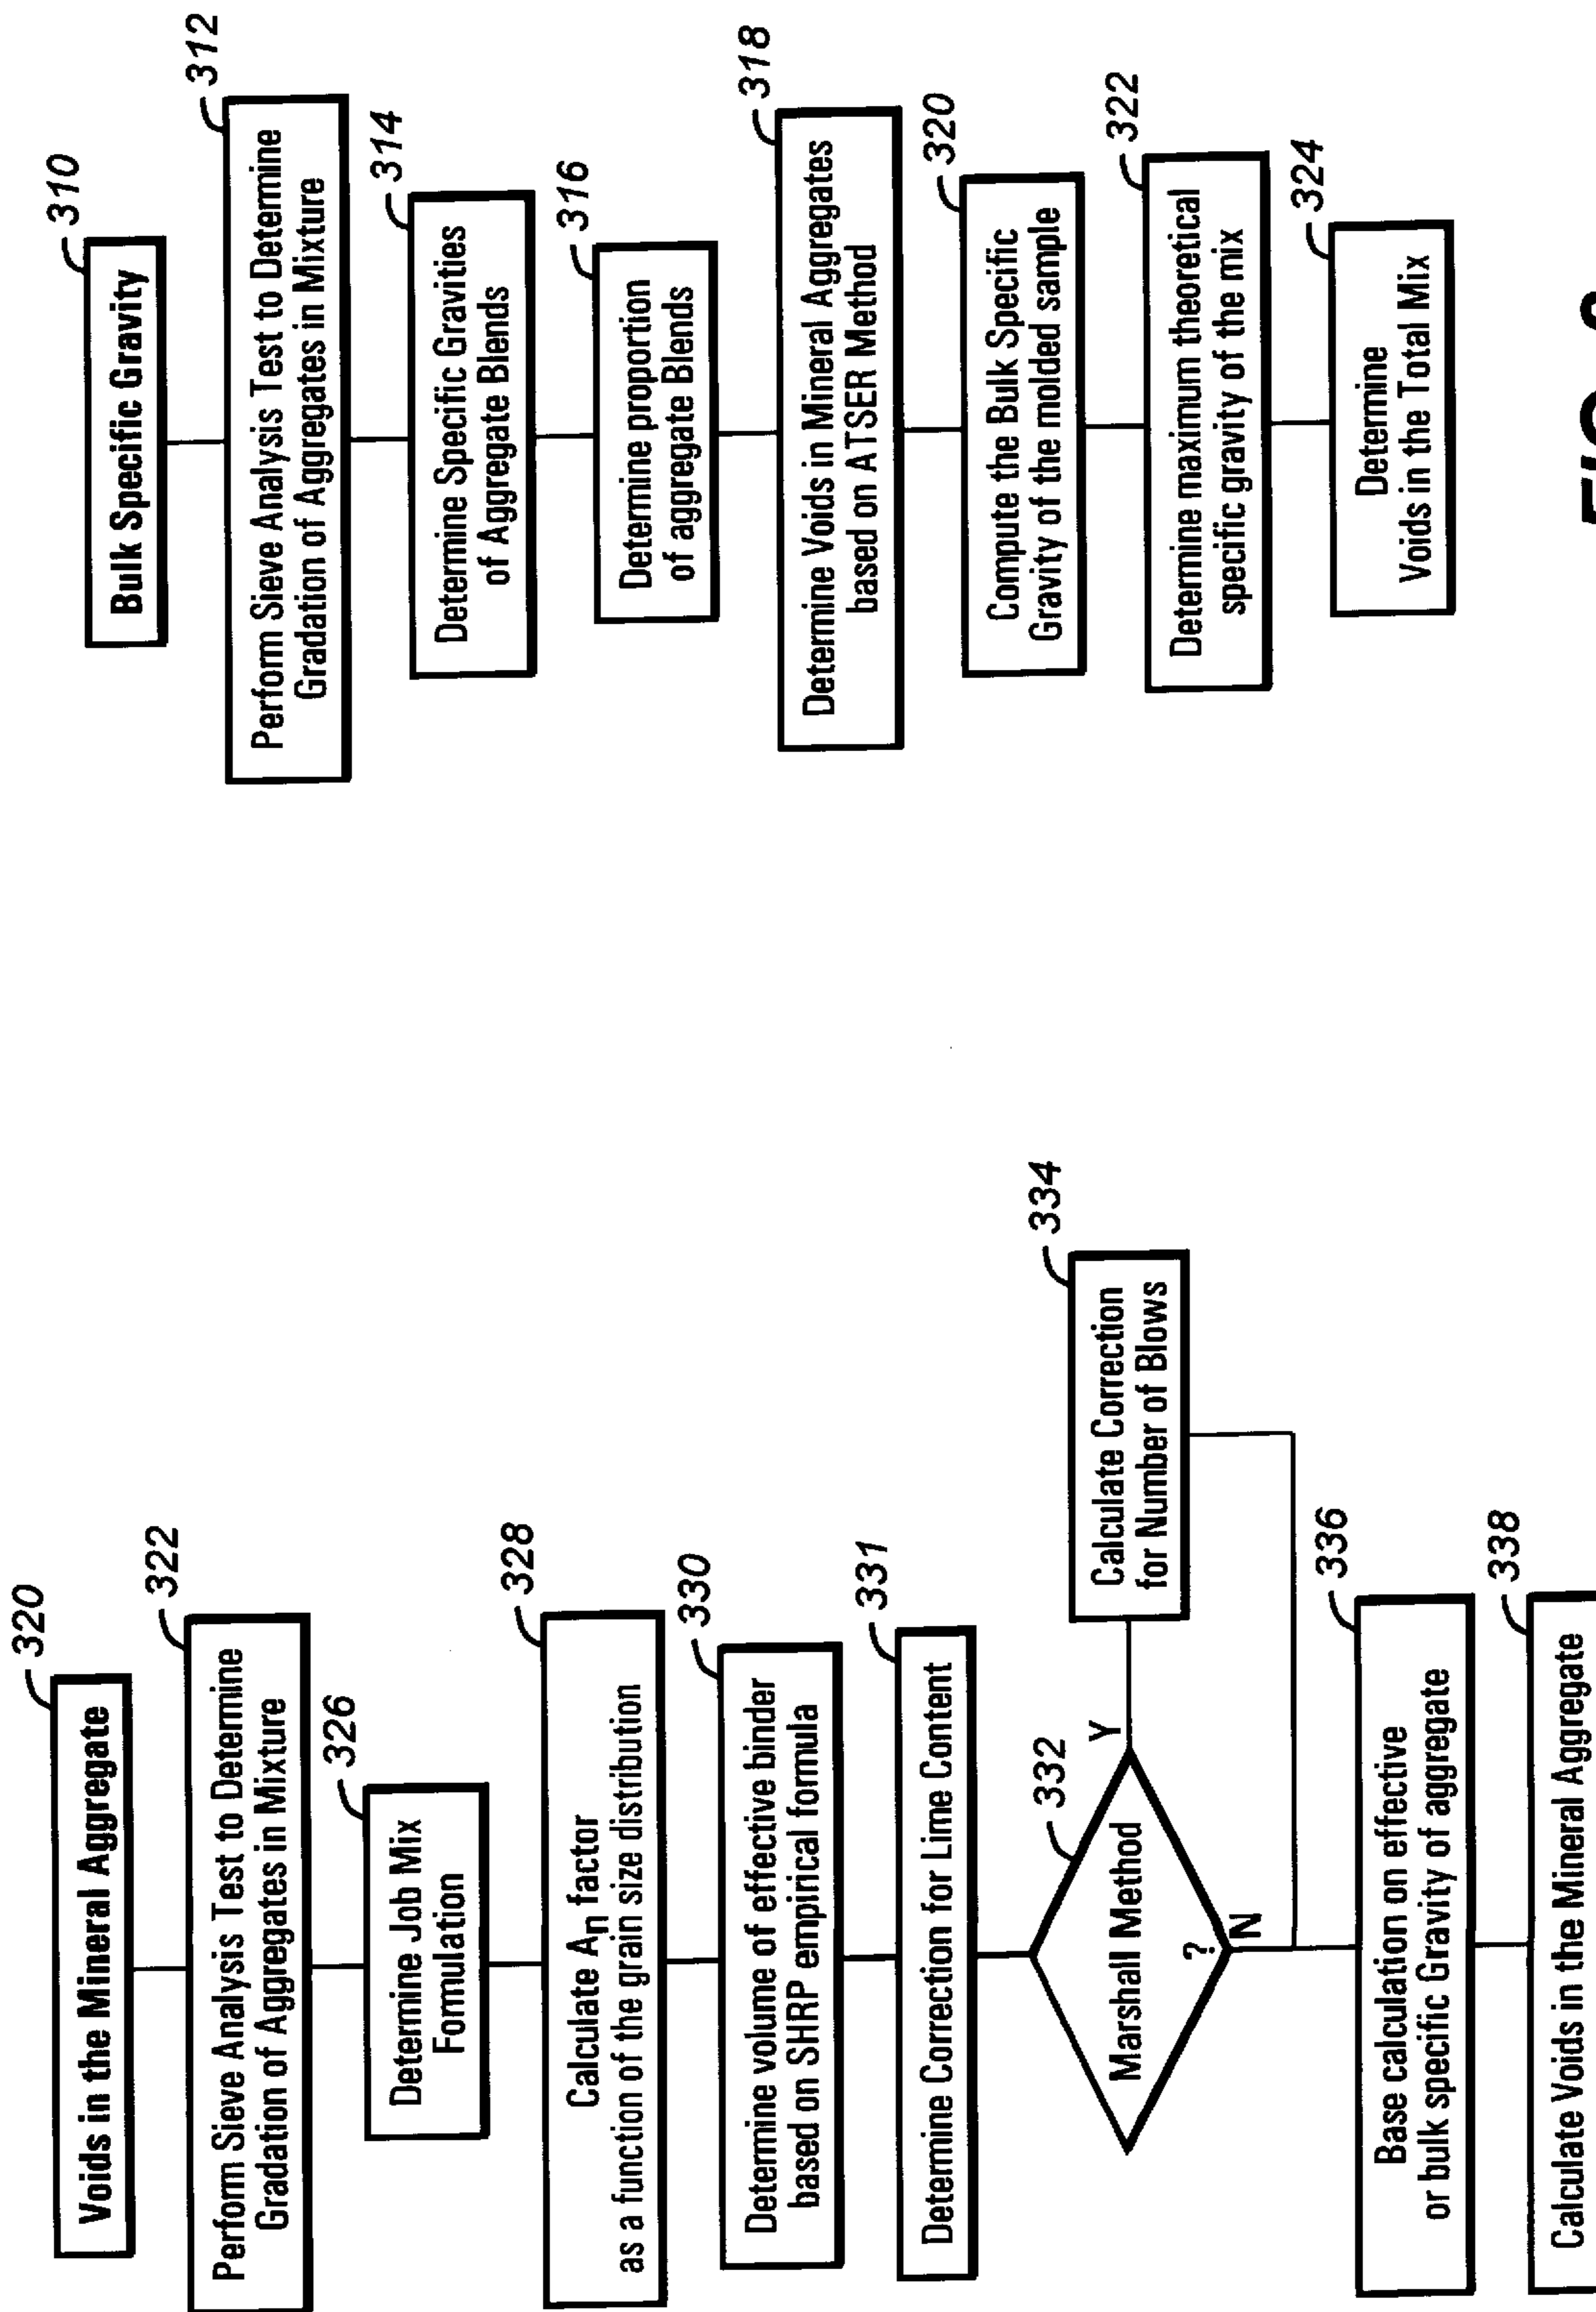 320
Voids in the Mineral Aggregate
322
Perform Sieve Analysis Test to Determine
Gradation of Aggregates in Mixture
326
Determine Job Mix
Formulation
328
Calculate An factor
as a function of the grain size distribution
330
Determine volume of effective binder
based on SHRP empirical formula
331
Determine Correction for Lime Content
332
Marshall Method
?
Y
N
334
Calculate Correction
for Number of Blows
336
Base calculation on effective
or bulk specific Gravity of aggregate
338
Calculate Voids in the Mineral Aggregate
310
Bulk Specific Gravity
312
Perform Sieve Analysis Test to Determine
Gradation of Aggregates in Mixture
314
Determine Specific Gravities
of Aggregate Blends
316
Determine proportion
of aggregate Blends
318
Determine Voids in Mineral Aggregates
based on ATSER Method
320
Compute the Bulk Specific
Gravity of the molded sample
322
Determine maximum theoretical
specific gravity of the mix
324
Determine
Voids in the Total Mix